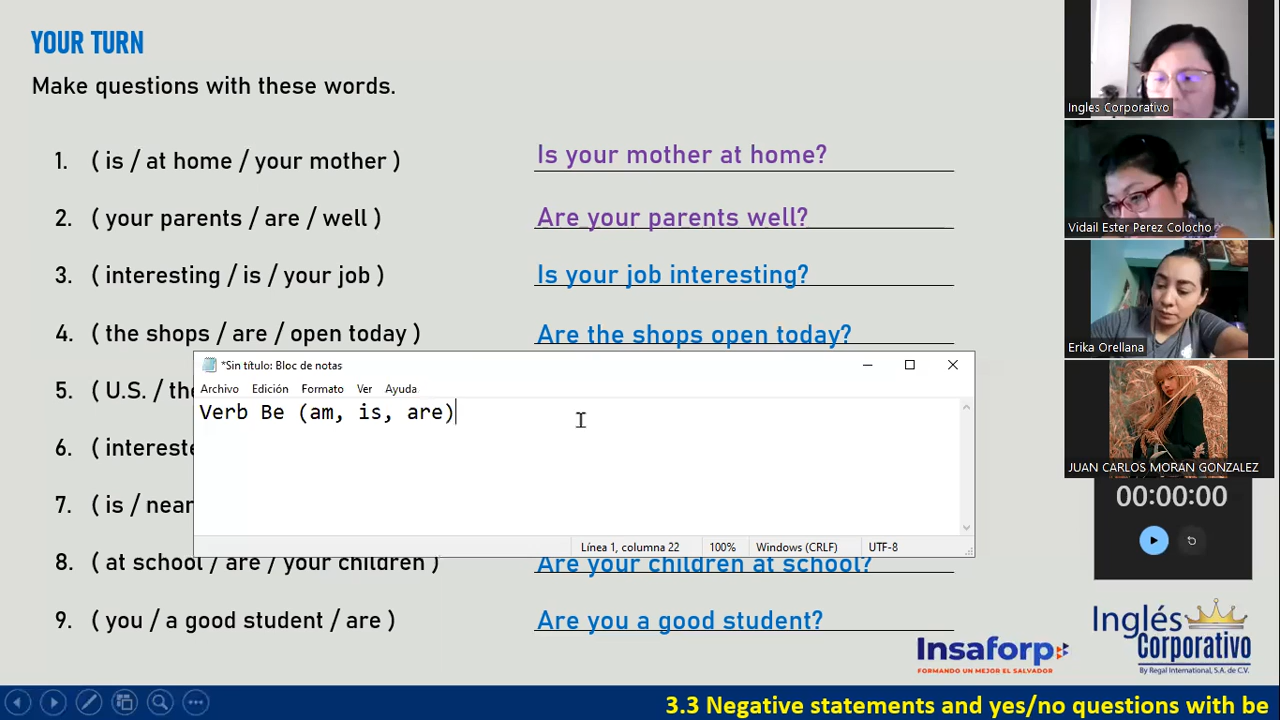 YOUR TURN
Make questions with these words.
1. ( is / at home / your mother ) Is your mother at home?
2. ( your parents / are / well ) Are your parents well?
3. ( interesting / is / your job ) Is your job interesting?
4. ( the shops / are / open today ) Are the shops open today?
*Sin título: Bloc de notas
Archivo Edición Formato Ver Ayuda
Verb Be (am, is, are)
Línea 1, columna 22 100% Windows (CRLF) UTF-8
5. ( U.S. / the
6. ( intereste
7. ( is / near
8. ( at school / are / your children ) Are your children at school?
9. ( you / a good student / are ) Are you a good student?
Ingles Corporativo
Vidail Ester Perez Colocho
Erika Orellana
JUAN CARLOS MORAN GONZALEZ
00:00:00
Insaforp
FORMANDO UN MEJOR EL SALVADOR
Inglés
Corporativo
By Regal International, S.A. de C.V.
3.3 Negative statements and yes/no questions with be